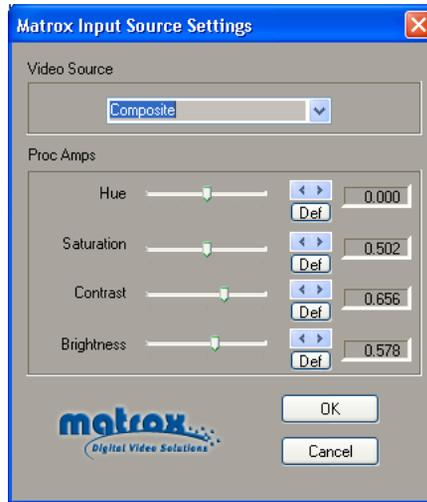 Matrox Input Source Settings
Video Source
Composite
Proc Amps
Hue
0.000
Def
Saturation
0.502
Def
Contrast
0.656
Def
Brightness
0.578
Def
matrox
Digital Video Solutions
OK
Cancel